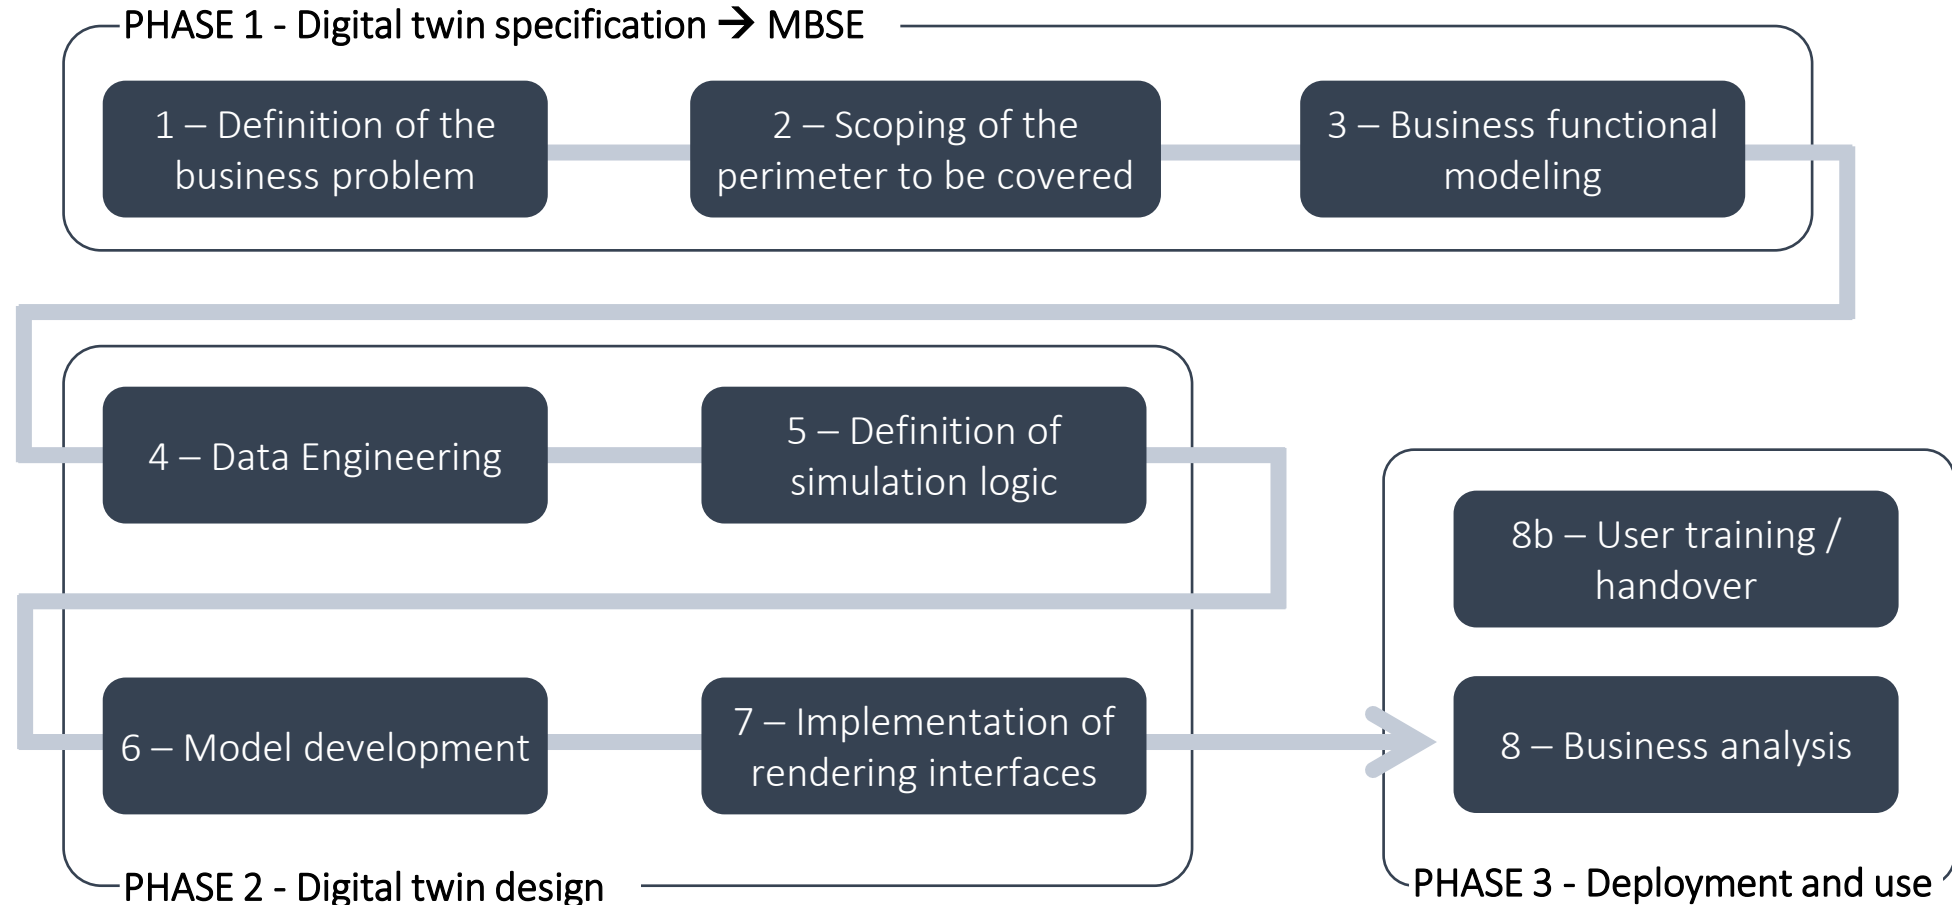 PHASE 1 - Digital twin specification → MBSE
1 – Definition of the
business problem
2 – Scoping of the
perimeter to be covered
3 – Business functional
modeling
4 – Data Engineering
5 – Definition of
simulation logic
6 – Model development
7 – Implementation of
rendering interfaces
PHASE 2 - Digital twin design
8b – User training /
handover
8 – Business analysis
PHASE 3 - Deployment and use